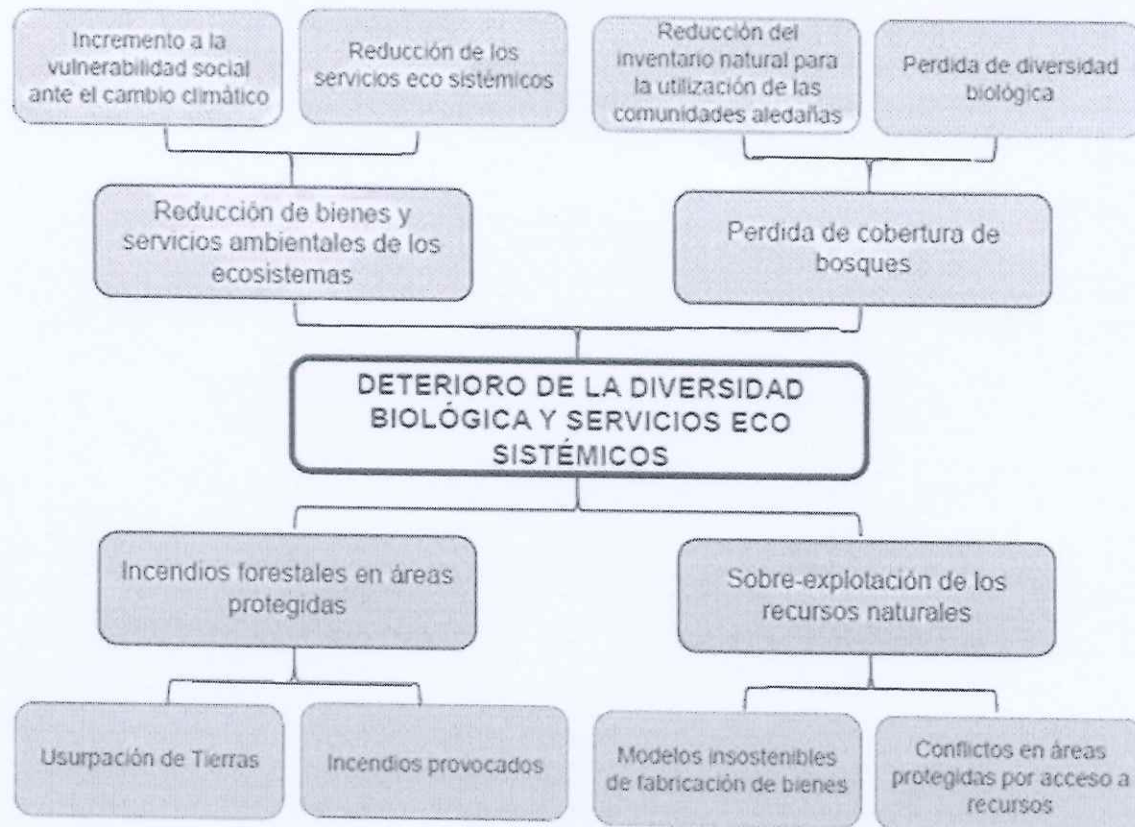 Incremento a la
vulnerabilidad social
ante el cambio climático
Reducción de los
servicios eco sistémicos
Reducción del
inventario natural para
la utilización de las
comunidades aledañas
Perdida de diversidad
biológica
Reducción de bienes y
servicios ambientales de los
ecosistemas
Perdida de cobertura de
bosques
DETERIORO DE LA DIVERSIDAD
BIOLÓGICA Y SERVICIOS ECO
SISTÉMICOS
Incendios forestales en áreas
protegidas
Sobre-explotación de los
recursos naturales
Usurpación de Tierras
Incendios provocados
Modelos insostenibles
de fabricación de bienes
Conflictos en áreas
protegidas por acceso a
recursos